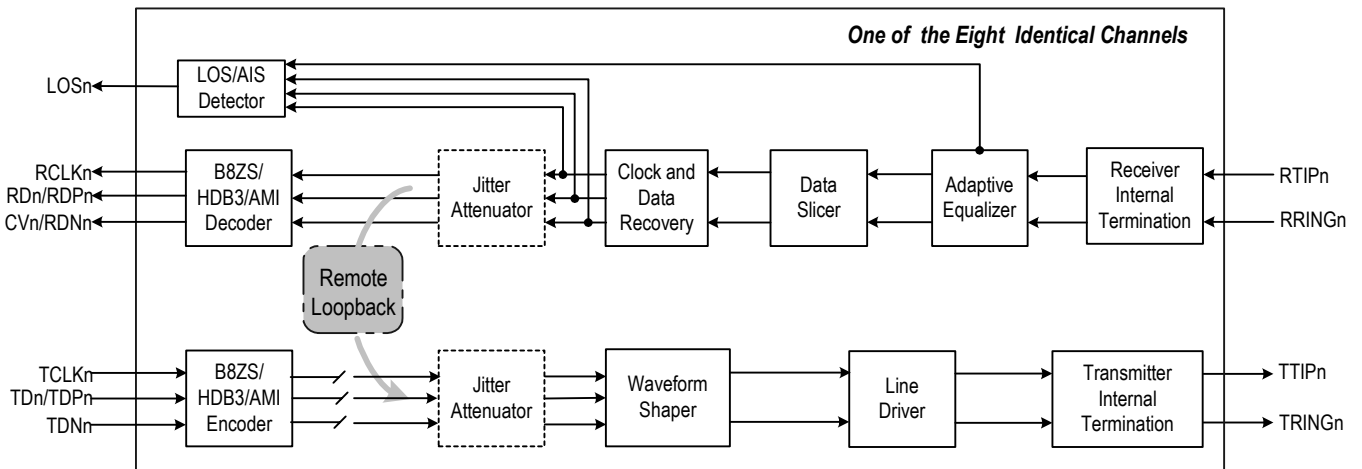 One of the Eight Identical Channels
LOSn
LOS/AIS
Detector
RCLKn
RDn/RDPn
CVn/RDNn
B8ZS/
HDB3/AMI
Decoder
Jitter
Attenuator
Clock and
Data
Recovery
Data
Slicer
Adaptive
Equalizer
Receiver
Internal
Termination
RTIPn
RRINGn
Remote
Loopback
TCLKn
TDn/TDPn
TDNn
B8ZS/
HDB3/AMI
Encoder
Jitter
Attenuator
Waveform
Shaper
Line
Driver
Transmitter
Internal
Termination
TTIPn
TRINGn